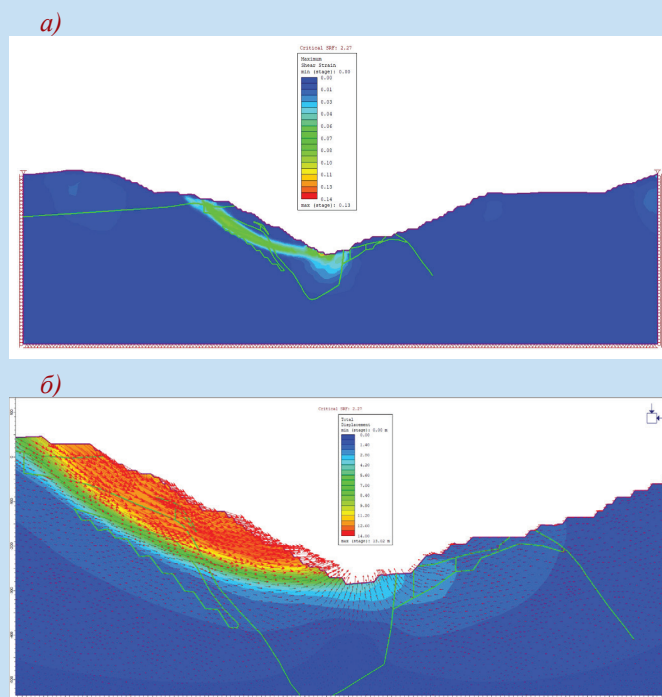 а)
Critical SRF: 2.27
Maximum
Shear Strain
min (stage): 0.00
0.00
0.01
0.03
0.04
0.06
0.07
0.08
0.10
0.11
0.13
0.14
max (stage): 0.13
б)
Critical SRF: 2.27
Total
Displacement
min (stage): 0.00 m
0.00
1.40
2.80
4.20
5.60
7.00
8.40
9.80
11.20
12.60
14.00
max (stage): m